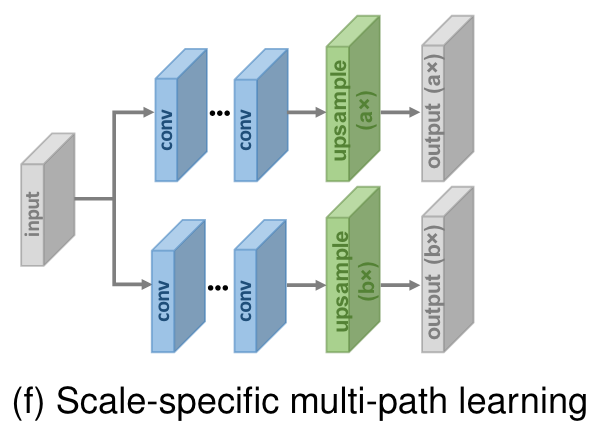 input
conv
...
conv
upsample
(a×)
output (a×)
conv
...
conv
upsample
(b×)
output (b×)
(f) Scale-specific multi-path learning